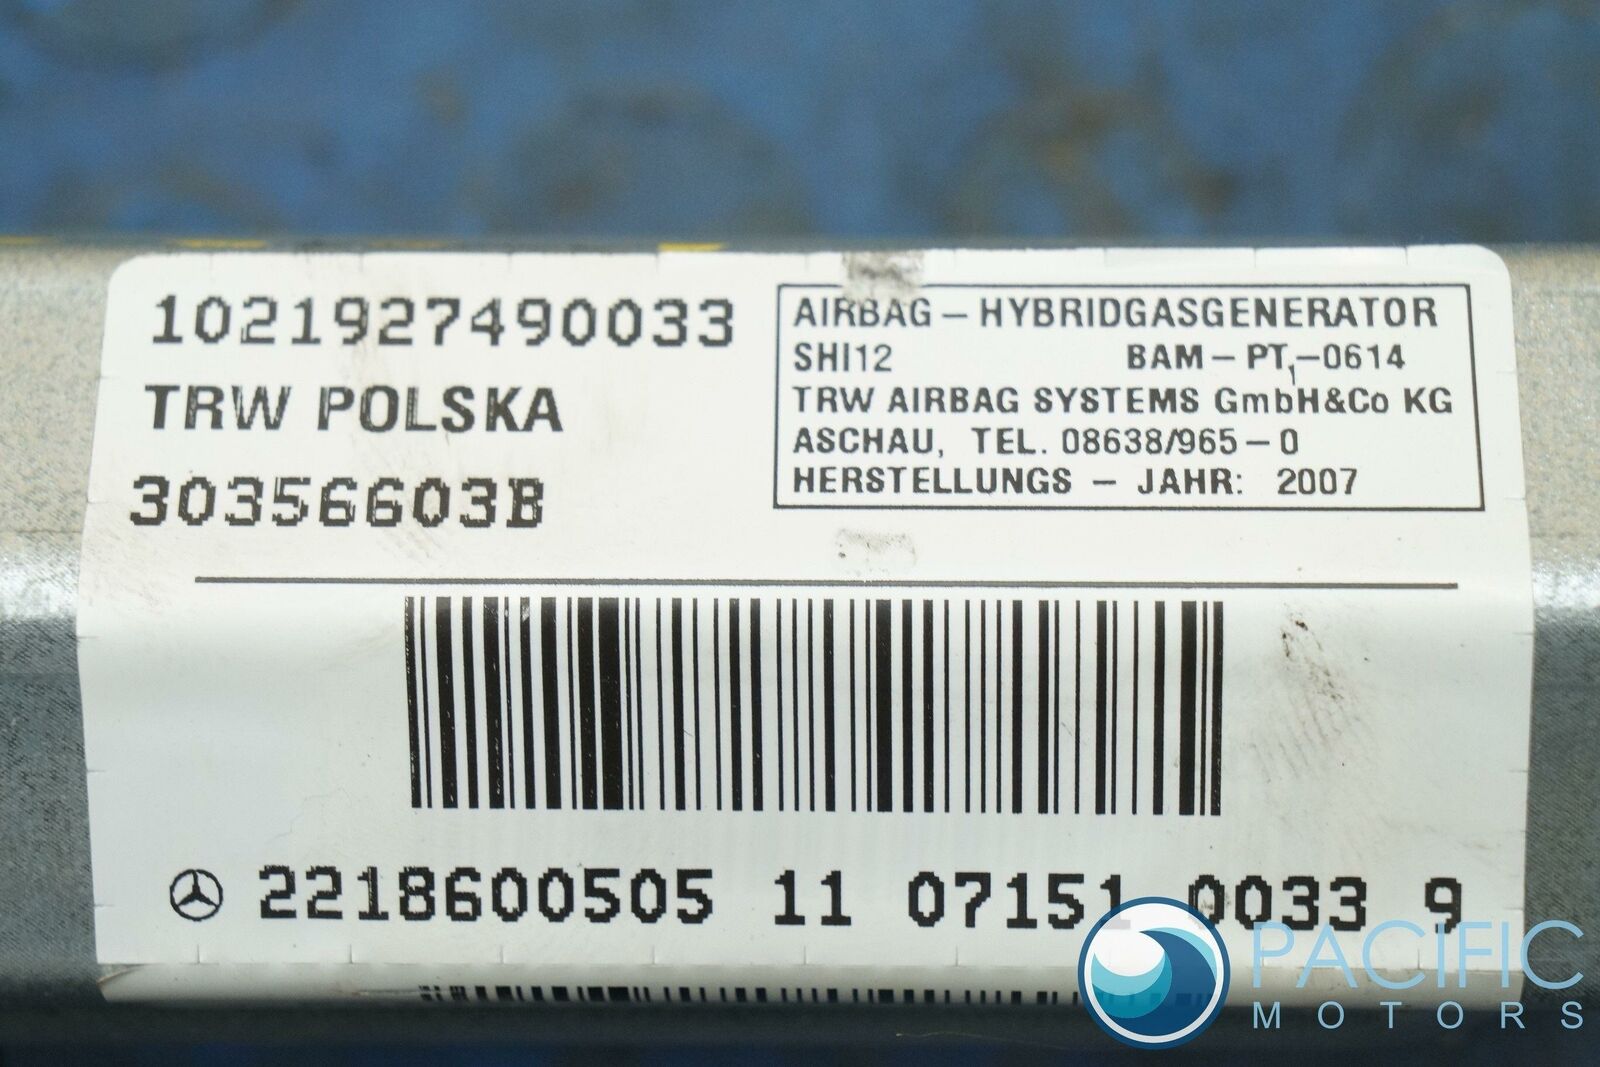 1021927490033
TRW POLSKA
30356603B
AIRBAG – HYBRIDGASGENERATOR
SHI12 BAM – PT₁–0614
TRW AIRBAG SYSTEMS GmbH&Co KG
ASCHAU, TEL. 08638/965–0
HERSTELLUNGS – JAHR: 2007
2218600505 11 07151 0033 9
PACIFIC
MOTORS